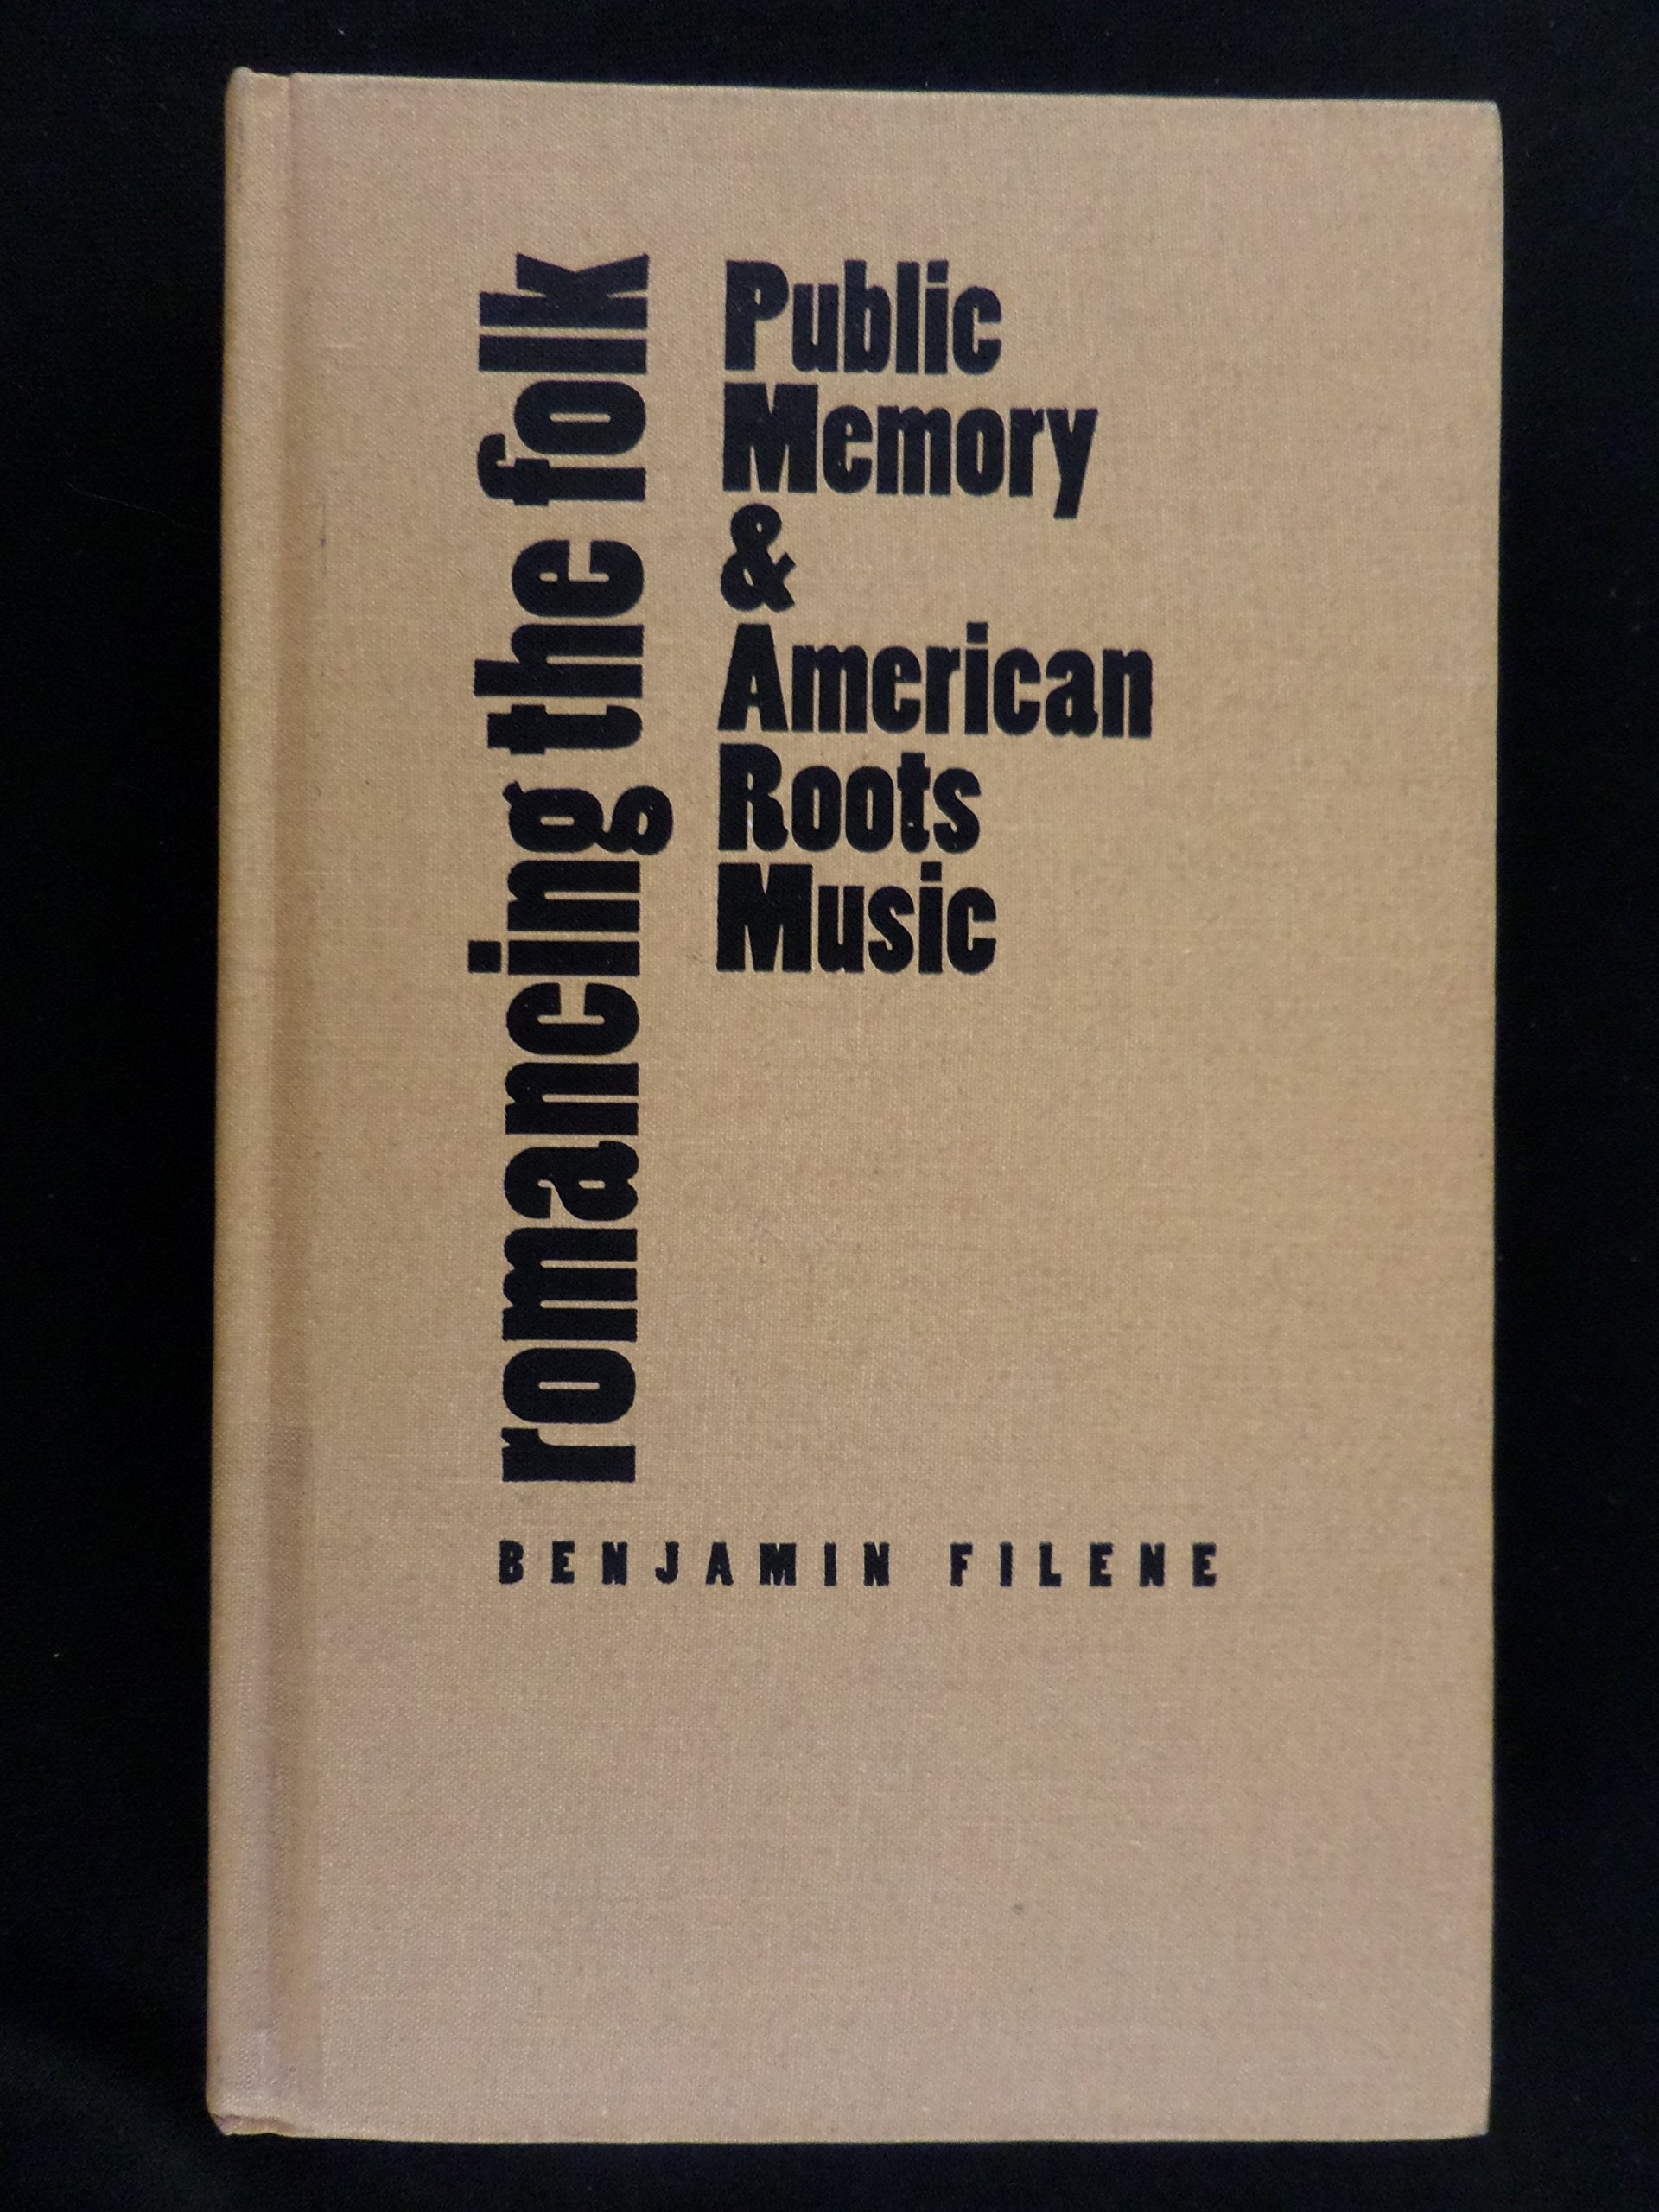 romancing the folk
Public
Memory
&
American
Roots
Music
BENJAMIN FILENE